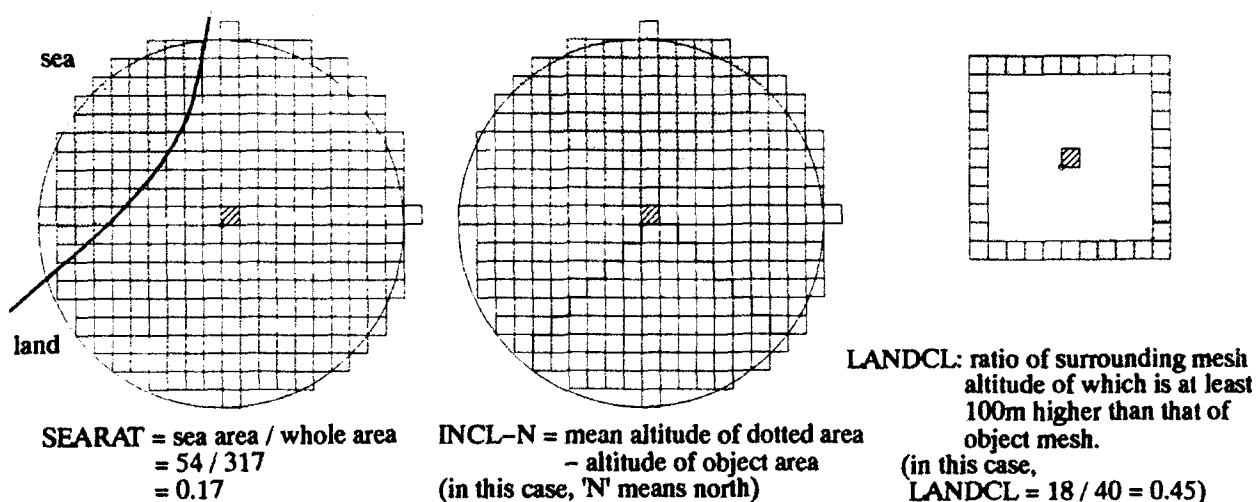 sea
land
SEARAT = sea area / whole area
= 54 / 317
= 0.17
INCL-N = mean altitude of dotted area
- altitude of object area
(in this case, 'N' means north)
LANDCL: ratio of surrounding mesh
altitude of which is at least
100m higher than that of
object mesh.
(in this case,
LANDCL = 18 / 40 = 0.45)